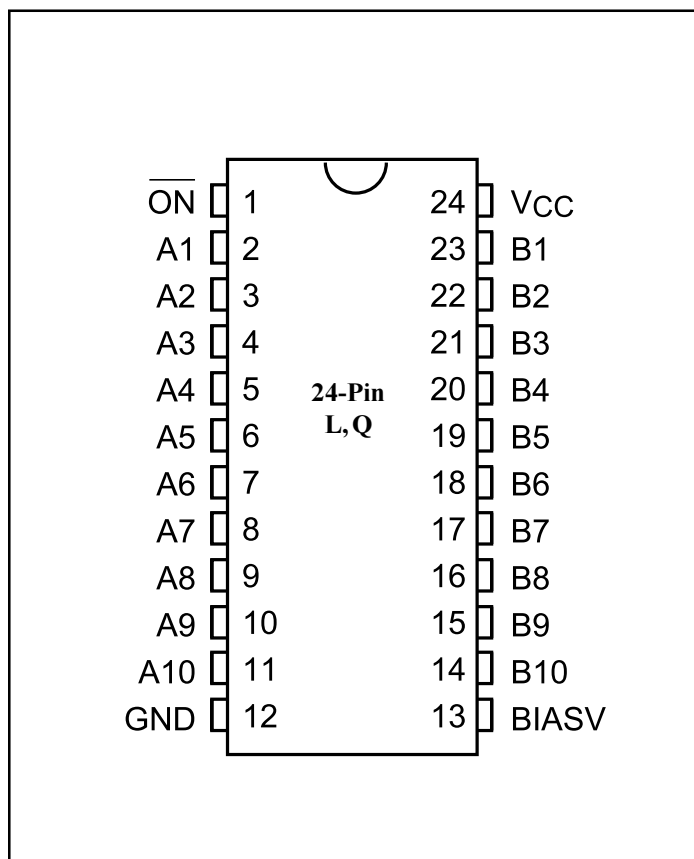 O̅N̅ 1 24 VCC
A1 2 23 B1
A2 3 22 B2
A3 4 21 B3
A4 5 24-Pin 20 B4
L, Q
A5 6 19 B5
A6 7 18 B6
A7 8 17 B7
A8 9 16 B8
A9 10 15 B9
A10 11 14 B10
GND 12 13 BIASV